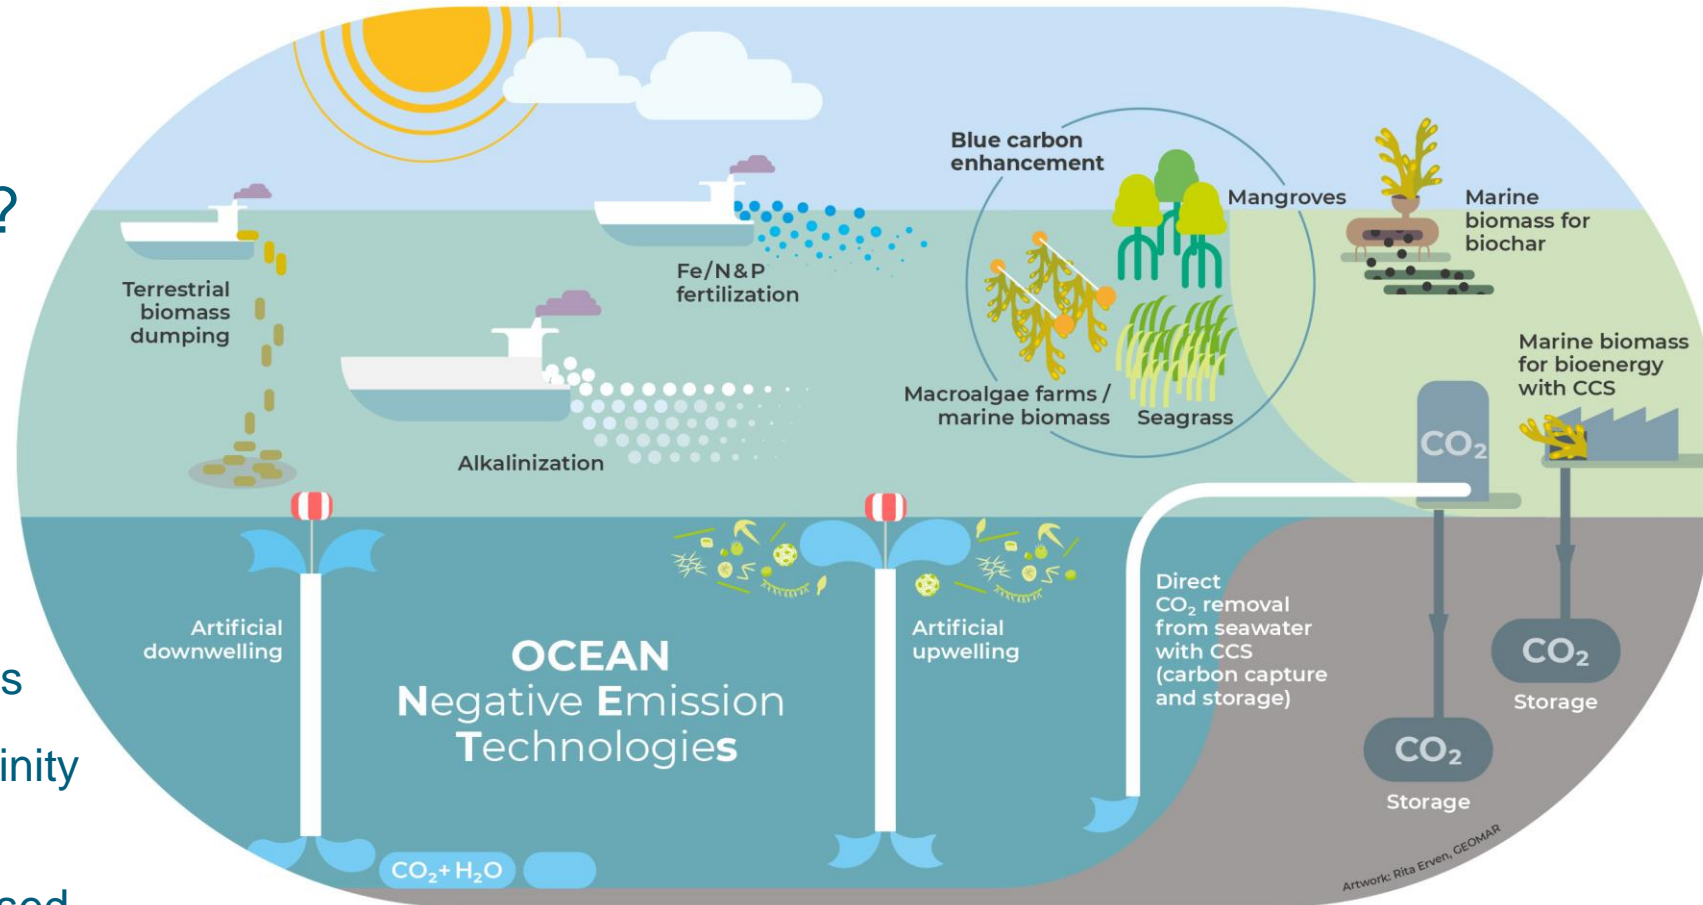 ?
s
inity
sed
Blue carbon
enhancement
Mangroves
Marine
biomass for
biochar
Terrestrial
biomass
dumping
Fe/N&P
fertilization
Marine biomass
for bioenergy
with CCS
Macroalgae farms /
marine biomass
Seagrass
Alkalinization
CO₂
Artificial
downwelling
OCEAN
Negative Emission
Technologies
Artificial
upwelling
Direct
CO₂ removal
from seawater
with CCS
(carbon capture
and storage)
CO₂
Storage
CO₂
Storage
CO₂+H₂O
Artwork: Rita Erven, GEOMAR